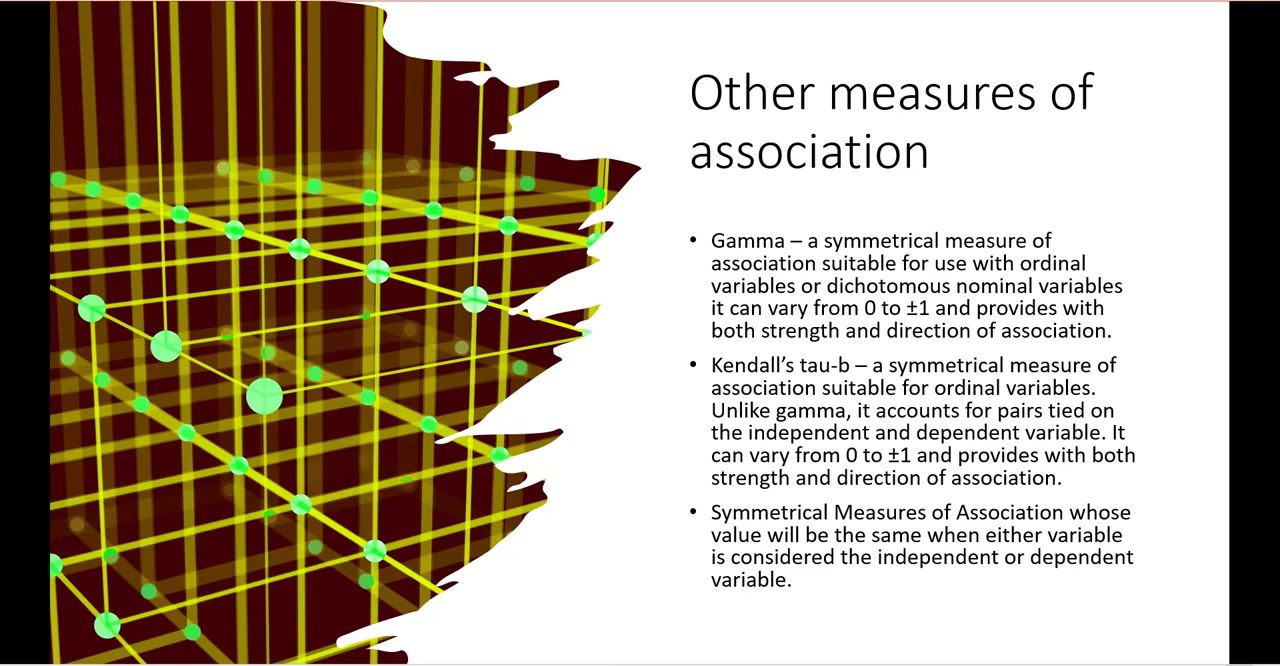 Other measures of
association
• Gamma – a symmetrical measure of
association suitable for use with ordinal
variables or dichotomous nominal variables
it can vary from 0 to ±1 and provides with
both strength and direction of association.
• Kendall’s tau-b – a symmetrical measure of
association suitable for ordinal variables.
Unlike gamma, it accounts for pairs tied on
the independent and dependent variable. It
can vary from 0 to ±1 and provides with both
strength and direction of association.
• Symmetrical Measures of Association whose
value will be the same when either variable
is considered the independent or dependent
variable.